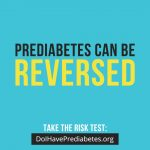 PREDIABETES CAN BE
REVERSED
TAKE THE RISK TEST:
DoIHavePrediabetes.org